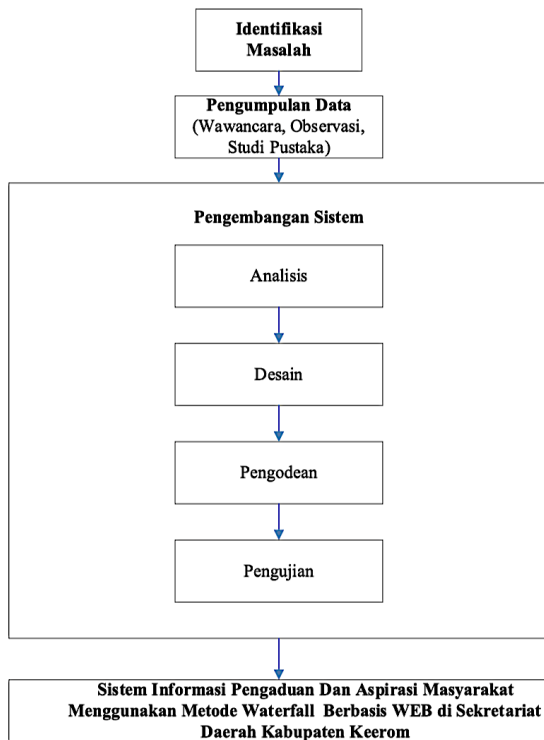 Identifikasi
Masalah
Pengumpulan Data
(Wawancara, Observasi,
Studi Pustaka)
Pengembangan Sistem
Analisis
Desain
Pengodean
Pengujian
Sistem Informasi Pengaduan Dan Aspirasi Masyarakat
Menggunakan Metode Waterfall Berbasis WEB di Sekretariat
Daerah Kabupaten Keerom